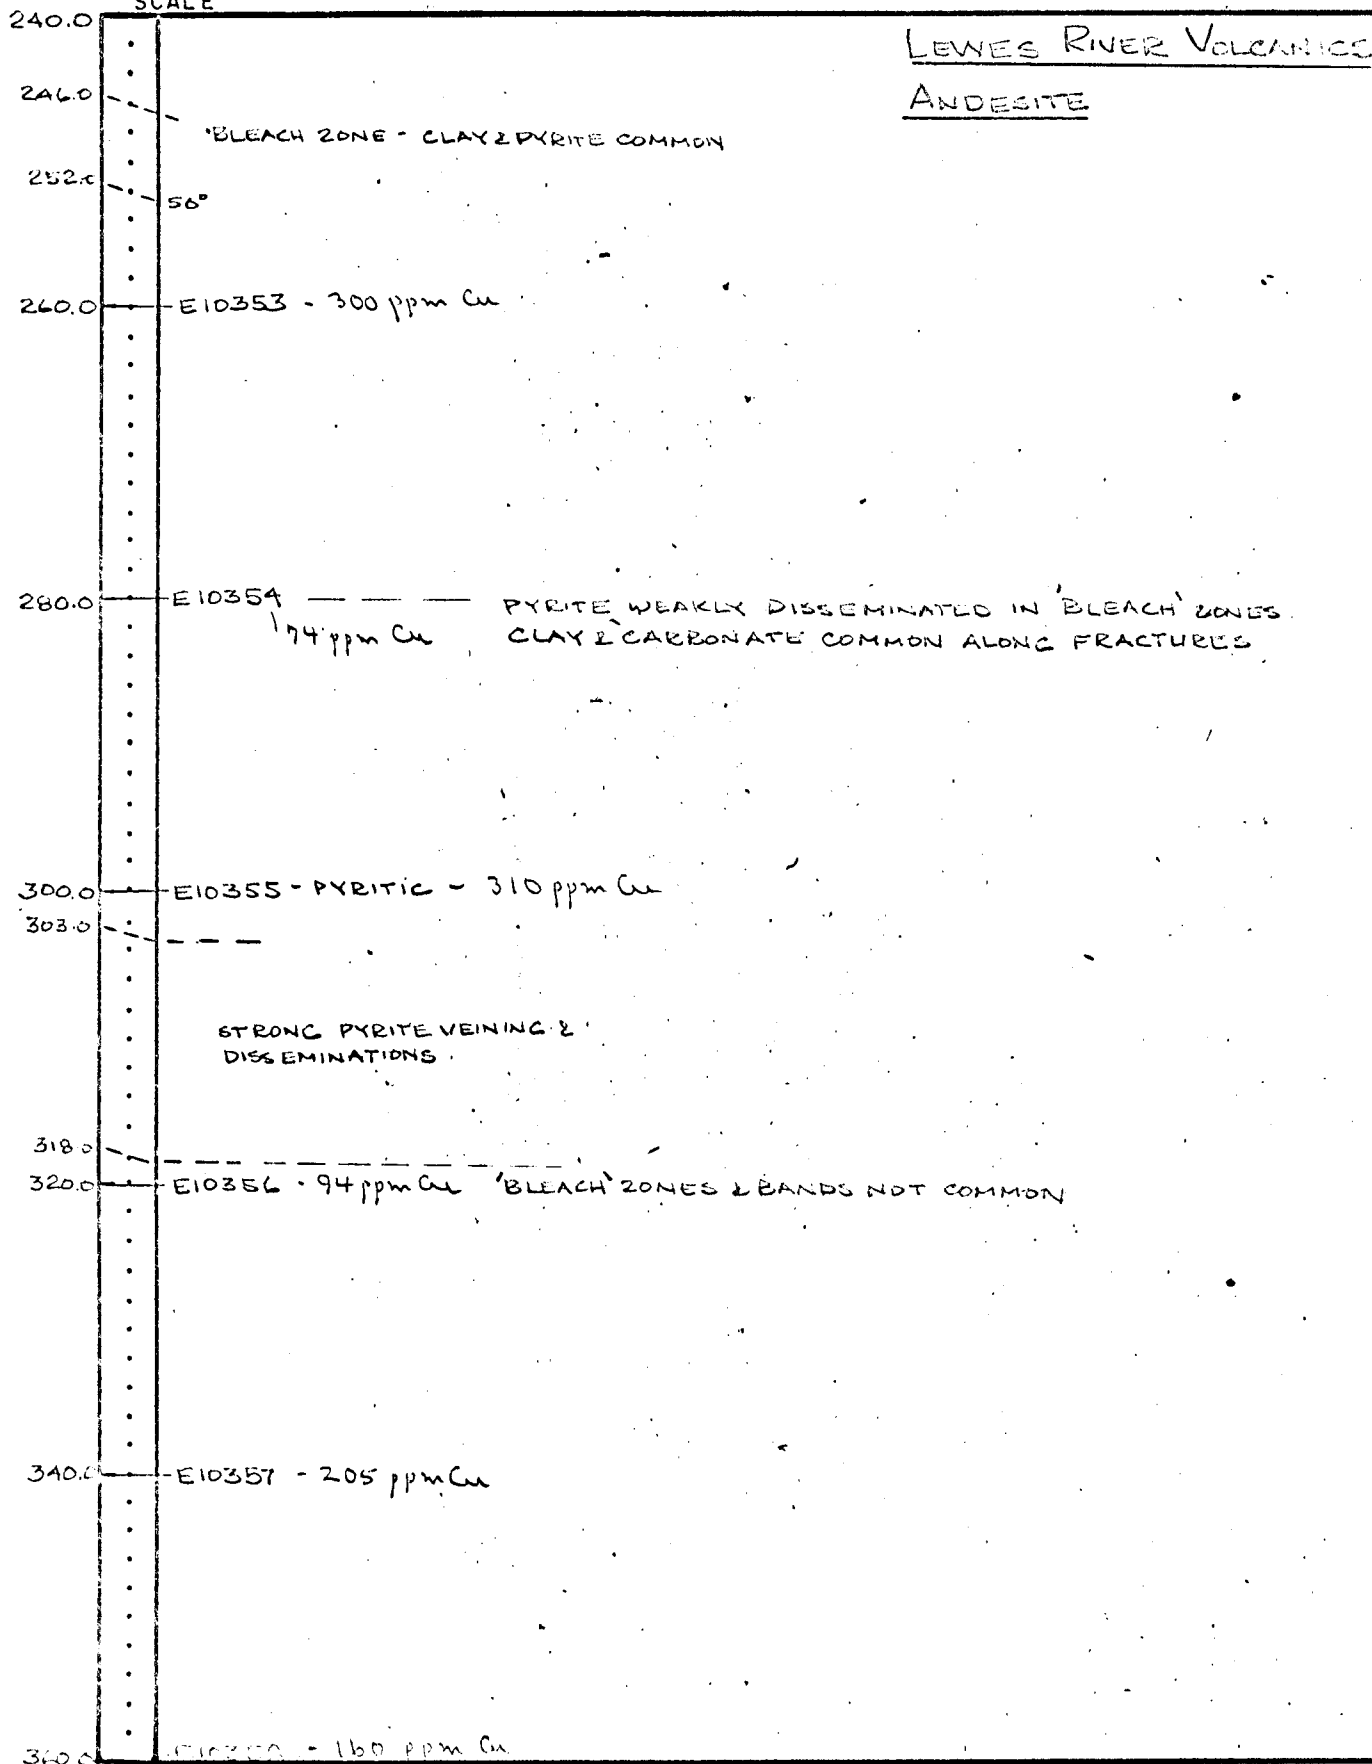 SCALE
240.0
LEWES RIVER VOLCANICS
ANDESITE
246.0
'BLEACH ZONE - CLAY & PYRITE COMMON
252.0
50°
260.0 E10353 - 300 ppm Cu
280.0 E10354 PYRITE WEAKLY DISSEMINATED IN 'BLEACH' ZONES.
74 ppm Cu CLAY & CARBONATE COMMON ALONG FRACTURES
300.0 E10355 - PYRITIC - 310 ppm Cu
303.0
STRONG PYRITE VEINING &
DISSEMINATIONS.
318.0
320.0 E10356 - 94 ppm Cu 'BLEACH' ZONES & BANDS NOT COMMON
340.0 E10357 - 205 ppm Cu
360.0 - 160 ppm Cu